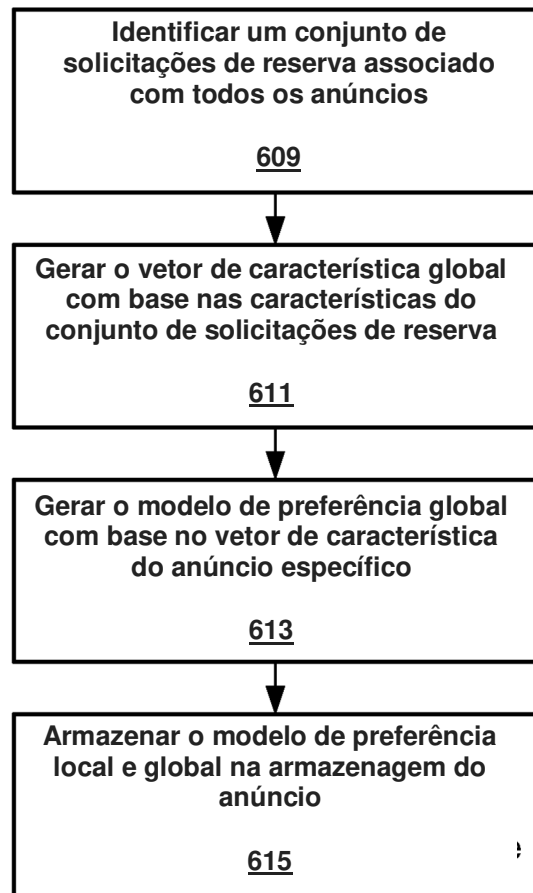 Identificar um conjunto de
solicitações de reserva associado
com todos os anúncios
609
Gerar o vetor de característica global
com base nas características do
conjunto de solicitações de reserva
611
Gerar o modelo de preferência global
com base no vetor de característica
do anúncio específico
613
Armazenar o modelo de preferência
local e global na armazenagem do
anúncio
615